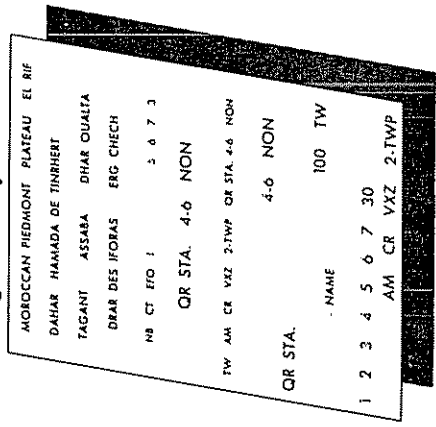 MOROCCAN PIEDMONT PLATEAU EL RIF
DAHAR HAMADA DE TINRHERT
TAGANT ASSABA DHAR OUALTA
DRAR DES IFORAS ERG CHECH
NB CT EFO 1 5 6 7 3
QR STA. 4-6 NON
TW AM CR VXZ 2-TWP QR STA. 4-6 NON
QR STA. 4-6 NON
- NAME 100 TW
1 2 3 4 5 6 7 30
AM CR VXZ 2-TWP